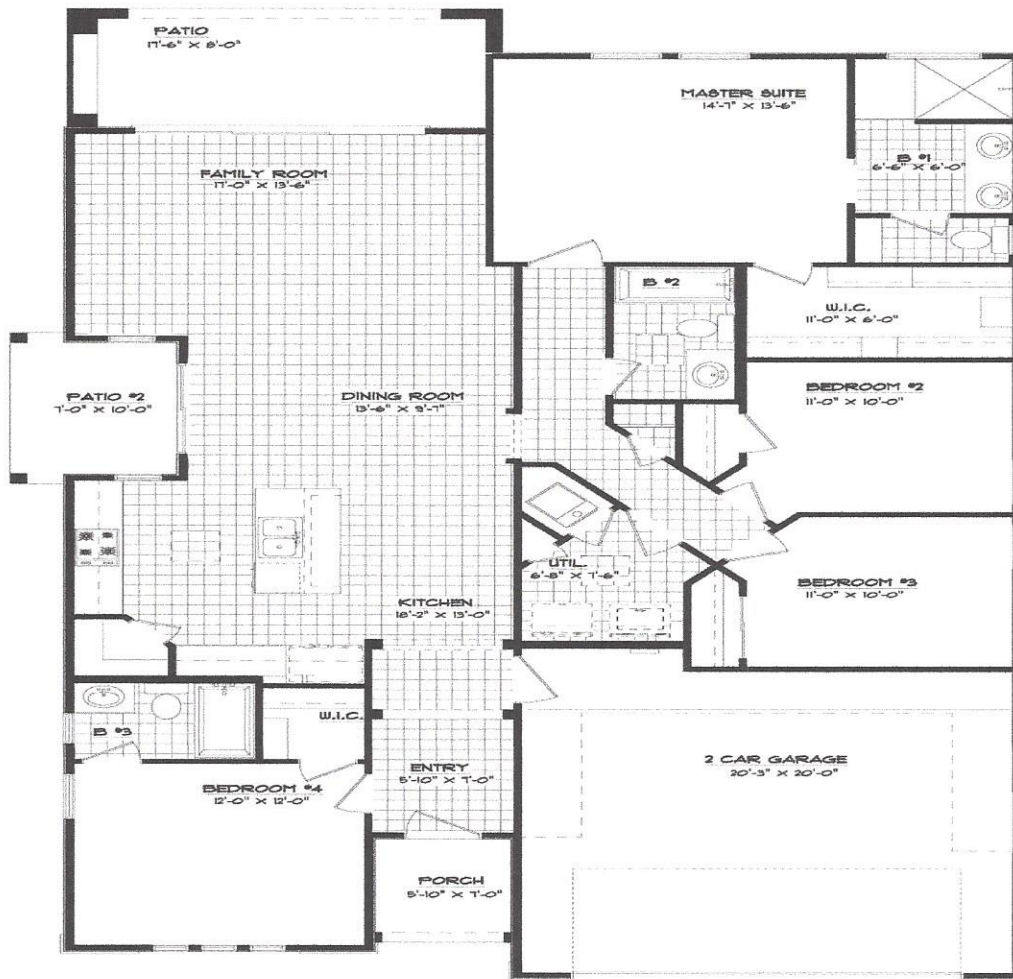 PATIO
17'-6" X 8'-0"
MASTER SUITE
14'-7" X 13'-6"
FAMILY ROOM
17'-0" X 13'-6"
B #1
6'-6" X 6'-0"
B #2
W.I.C.
11'-0" X 6'-0"
PATIO #2
7'-0" X 10'-0"
DINING ROOM
13'-6" X 9'-7"
BEDROOM #2
11'-0" X 10'-0"
UTIL.
6'-8" X 7'-6"
BEDROOM #3
11'-0" X 10'-0"
KITCHEN
18'-2" X 13'-0"
B #3
W.I.C.
ENTRY
5'-10" X 7'-0"
2 CAR GARAGE
20'-3" X 20'-0"
BEDROOM #4
12'-0" X 12'-0"
PORCH
5'-10" X 7'-0"